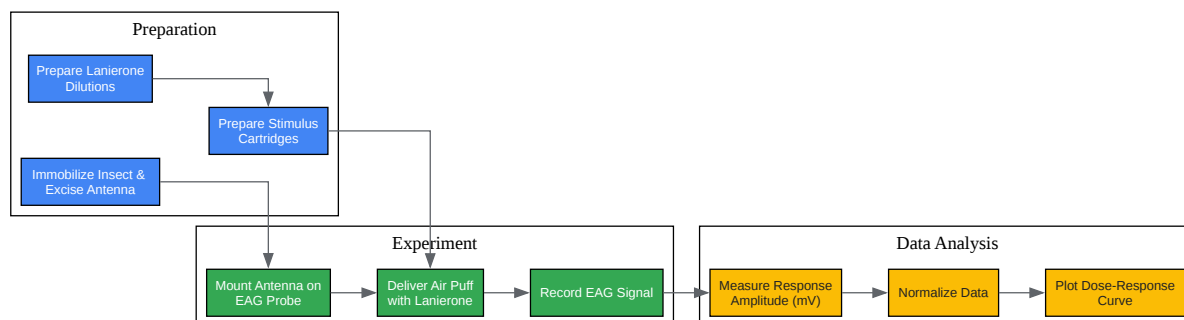 Preparation
Prepare Lanierone
Dilutions
Prepare Stimulus
Cartridges
Immobilize Insect &
Excise Antenna
Experiment
Mount Antenna on
EAG Probe
Deliver Air Puff
with Lanierone
Record EAG Signal
Data Analysis
Measure Response
Amplitude (mV)
Normalize Data
Plot Dose-Response
Curve